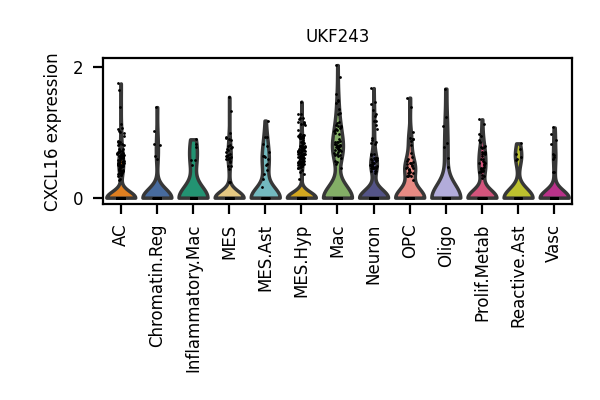 UKF243
CXCL16 expression
2
0
AC
Chromatin.Reg
Inflammatory.Mac
MES
MES.Ast
MES.Hyp
Mac
Neuron
OPC
Oligo
Prolif.Metab
Reactive.Ast
Vasc